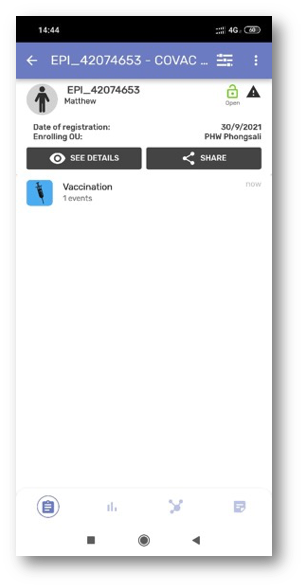 14:44
4G 60
EPI_42074653 - COVAC ...
EPI_42074653
Matthew
Open
Date of registration: 30/9/2021
Enrolling OU: PHW Phongsali
SEE DETAILS
SHARE
Vaccination
now
1 events